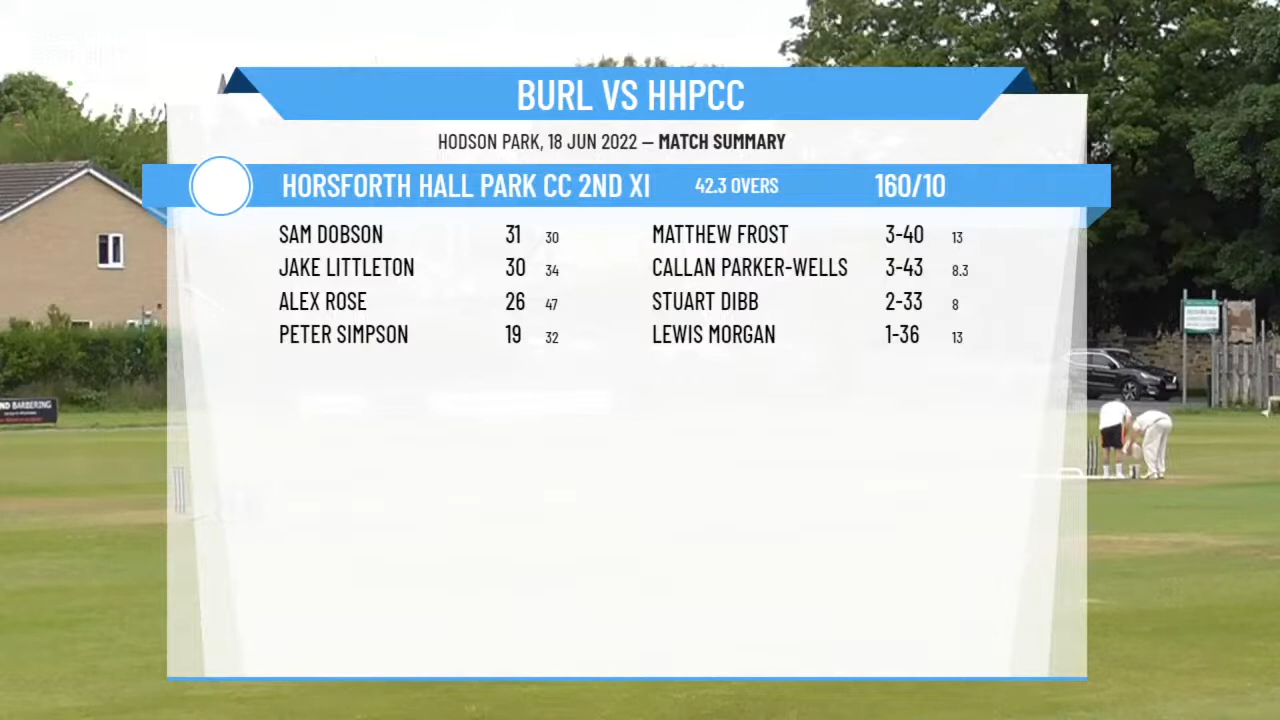 BURL VS HHPCC
HODSON PARK, 18 JUN 2022 – MATCH SUMMARY
HORSFORTH HALL PARK CC 2ND XI 42.3 OVERS 160/10
SAM DOBSON 31 30 MATTHEW FROST 3-40 13
JAKE LITTLETON 30 34 CALLAN PARKER-WELLS 3-43 8.3
ALEX ROSE 26 47 STUART DIBB 2-33 8
PETER SIMPSON 19 32 LEWIS MORGAN 1-36 13
BARBERING